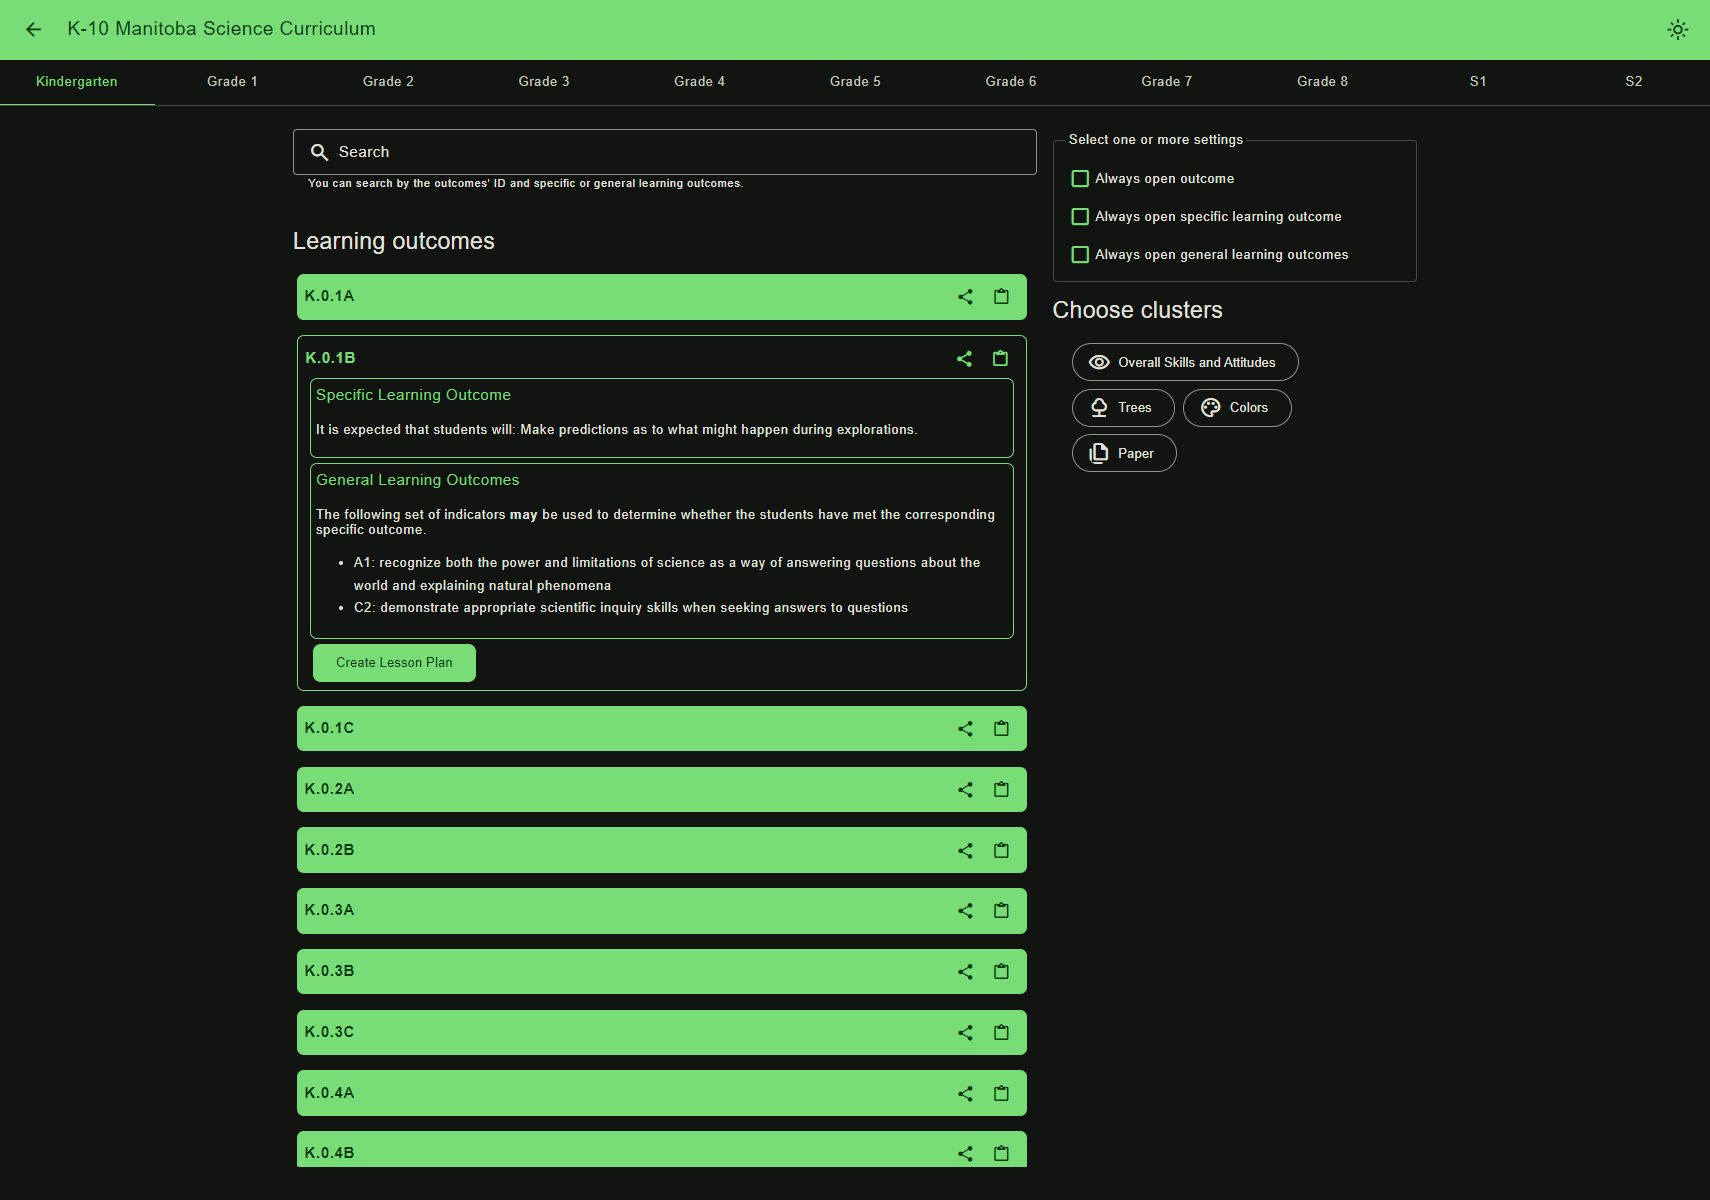 K-10 Manitoba Science Curriculum
Kindergarten
Grade 1
Grade 2
Grade 3
Grade 4
Grade 5
Grade 6
Grade 7
Grade 8
S1
S2
Search
You can search by the outcomes' ID and specific or general learning outcomes.
Learning outcomes
K.0.1A
K.0.1B
Specific Learning Outcome
It is expected that students will: Make predictions as to what might happen during explorations.
General Learning Outcomes
The following set of indicators may be used to determine whether the students have met the corresponding
specific outcome.
• A1: recognize both the power and limitations of science as a way of answering questions about the
world and explaining natural phenomena
• C2: demonstrate appropriate scientific inquiry skills when seeking answers to questions
Create Lesson Plan
K.0.1C
K.0.2A
K.0.2B
K.0.3A
K.0.3B
K.0.3C
K.0.4A
K.0.4B
Select one or more settings
Always open outcome
Always open specific learning outcome
Always open general learning outcomes
Choose clusters
Overall Skills and Attitudes
Trees
Colors
Paper